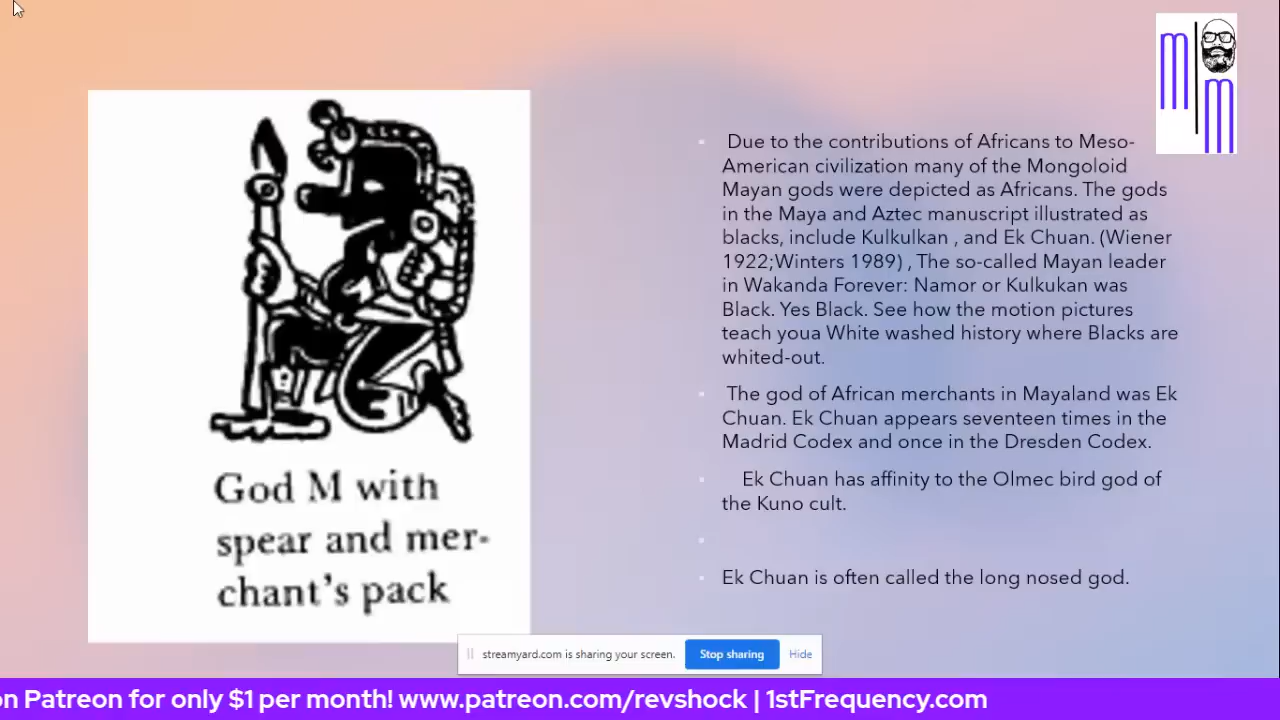 Due to the contributions of Africans to Meso-
American civilization many of the Mongoloid
Mayan gods were depicted as Africans. The gods
in the Maya and Aztec manuscript illustrated as
blacks, include Kulkulkan , and Ek Chuan. (Wiener
1922;Winters 1989) , The so-called Mayan leader
in Wakanda Forever: Namor or Kulkukan was
Black. Yes Black. See how the motion pictures
teach youa White washed history where Blacks are
whited-out.
The god of African merchants in Mayaland was Ek
Chuan. Ek Chuan appears seventeen times in the
Madrid Codex and once in the Dresden Codex.
Ek Chuan has affinity to the Olmec bird god of
the Kuno cult.
Ek Chuan is often called the long nosed god.
God M with
spear and mer-
chant's pack
m
m
streamyard.com is sharing your screen.
Stop sharing
Hide
on Patreon for only $1 per month! www.patreon.com/revshock | 1stFrequency.com